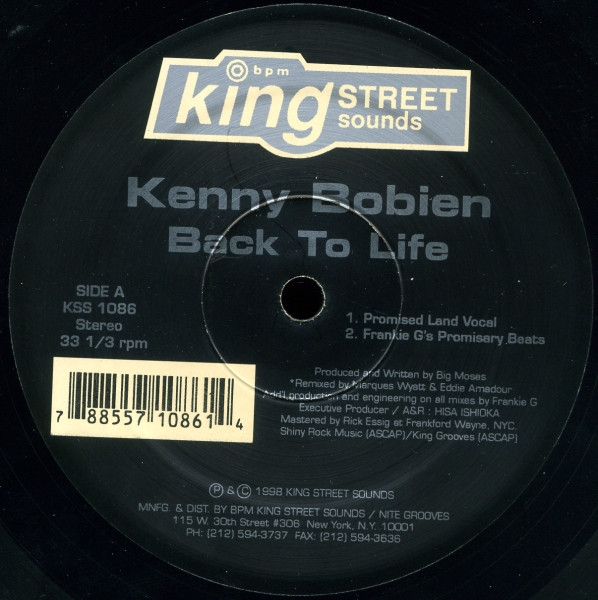 bpm
king STREET
sounds
Kenny Bobien
Back To Life
SIDE A
KSS 1086
Stereo
33 1/3 rpm
1. Promised Land Vocal
2. Frankie G's Promisary Beats
Produced and Written by Big Moses
*Remixed by Marques Wyatt & Eddie Amadour
Add'l production and engineering on all mixes by Frankie G
Executive Producer / A&R : HISA ISHIOKA
Mastered by Rick Essig at Frankford Wayne, NYC.
Shiny Rock Music (ASCAP)/King Grooves (ASCAP)
7 88557 10861 4
Ⓟ & © 1998 KING STREET SOUNDS
MNFG. & DIST. BY BPM KING STREET SOUNDS / NITE GROOVES
115 W. 30th Street #306 New York, N.Y. 10001
PH: (212) 594-3737 FAX: (212) 594-3636